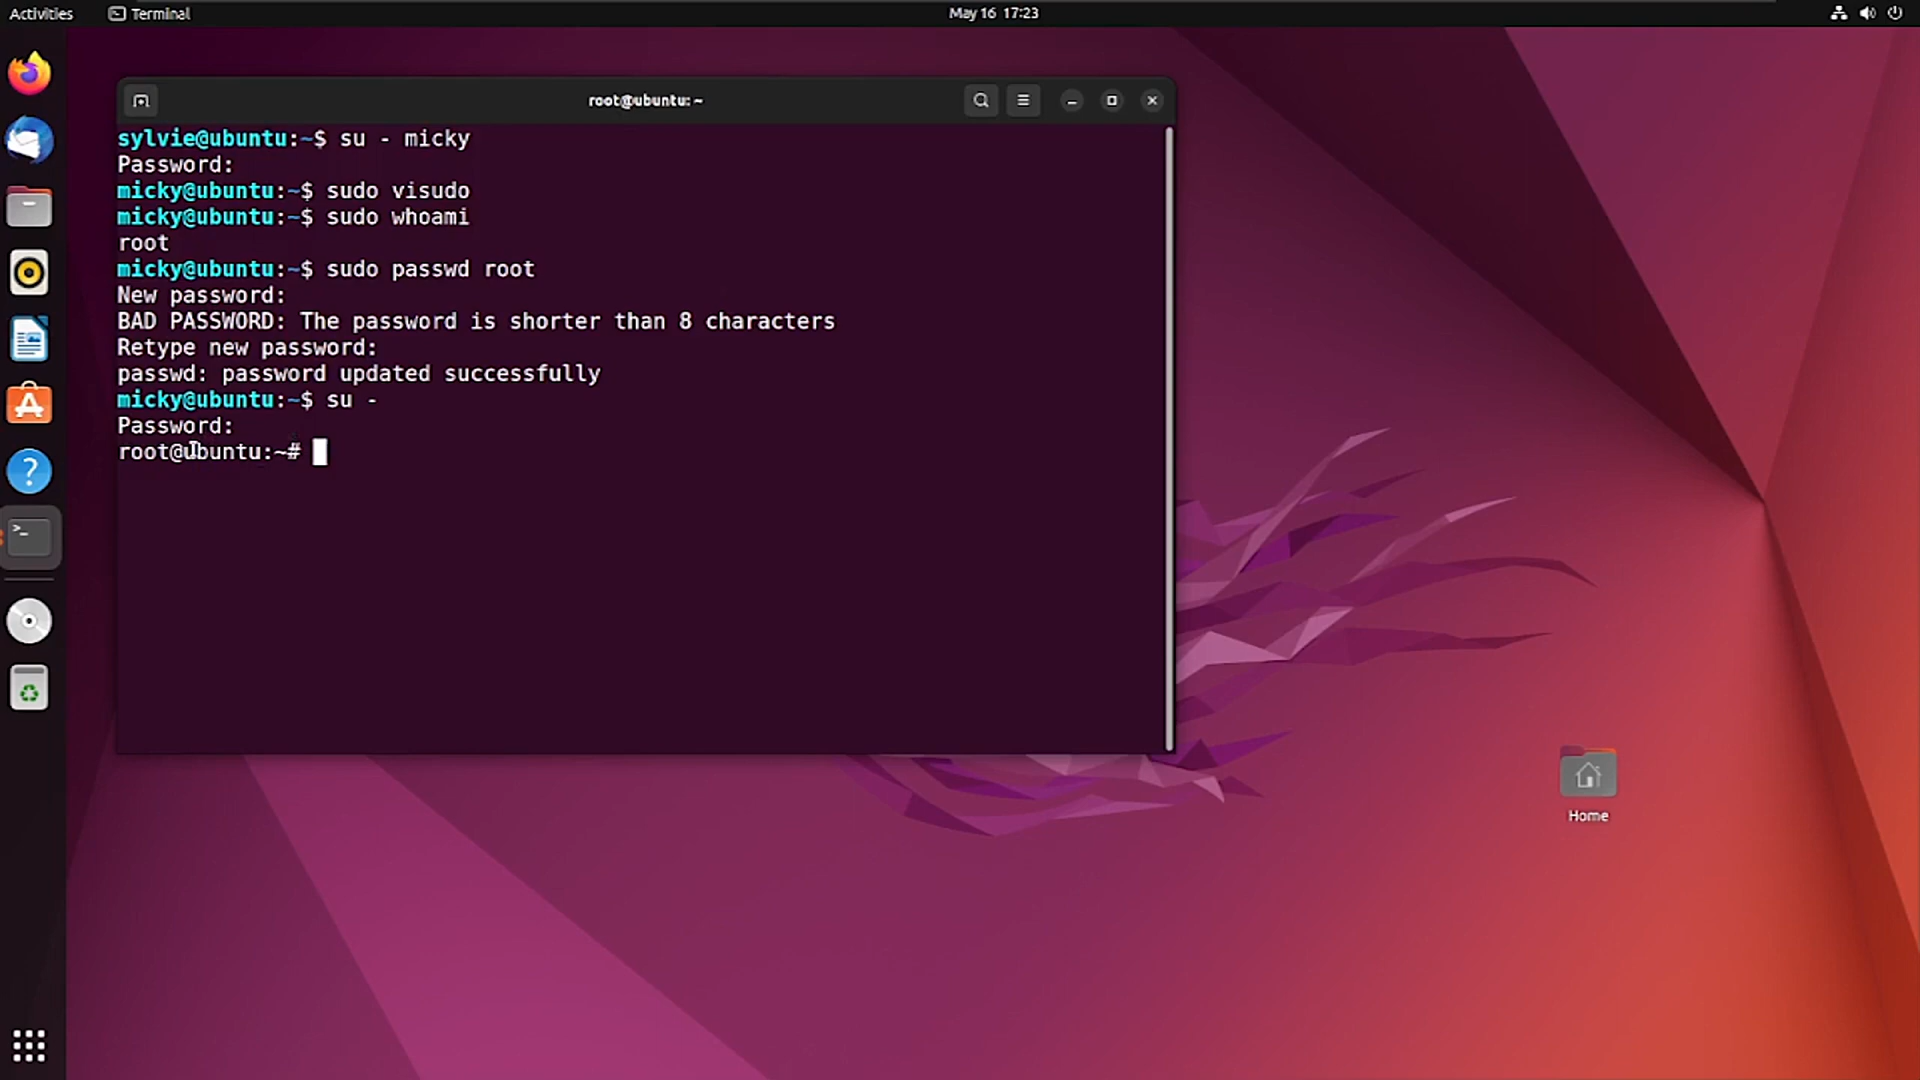 Activities
Terminal
May 16 17:23
root@ubuntu: ~
sylvie@ubuntu:~$ su - micky
Password:
micky@ubuntu:~$ sudo visudo
micky@ubuntu:~$ sudo whoami
root
micky@ubuntu:~$ sudo passwd root
New password:
BAD PASSWORD: The password is shorter than 8 characters
Retype new password:
passwd: password updated successfully
micky@ubuntu:~$ su -
Password:
root@ubuntu:~#
Home